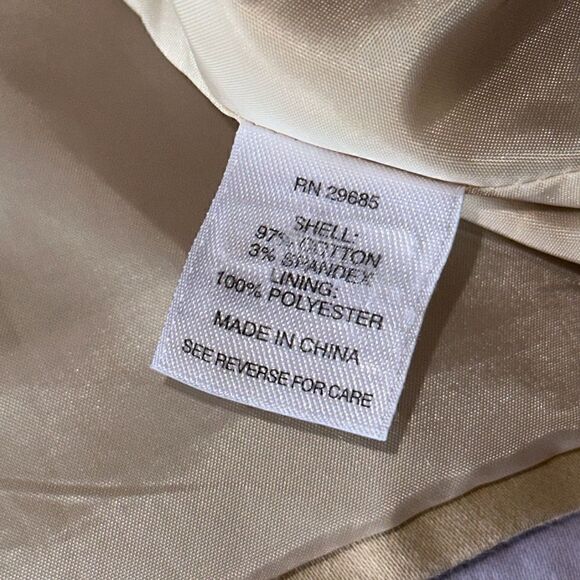 RN 29685
SHELL:
97% COTTON
3% SPANDEX
LINING:
100% POLYESTER
MADE IN CHINA
SEE REVERSE FOR CARE